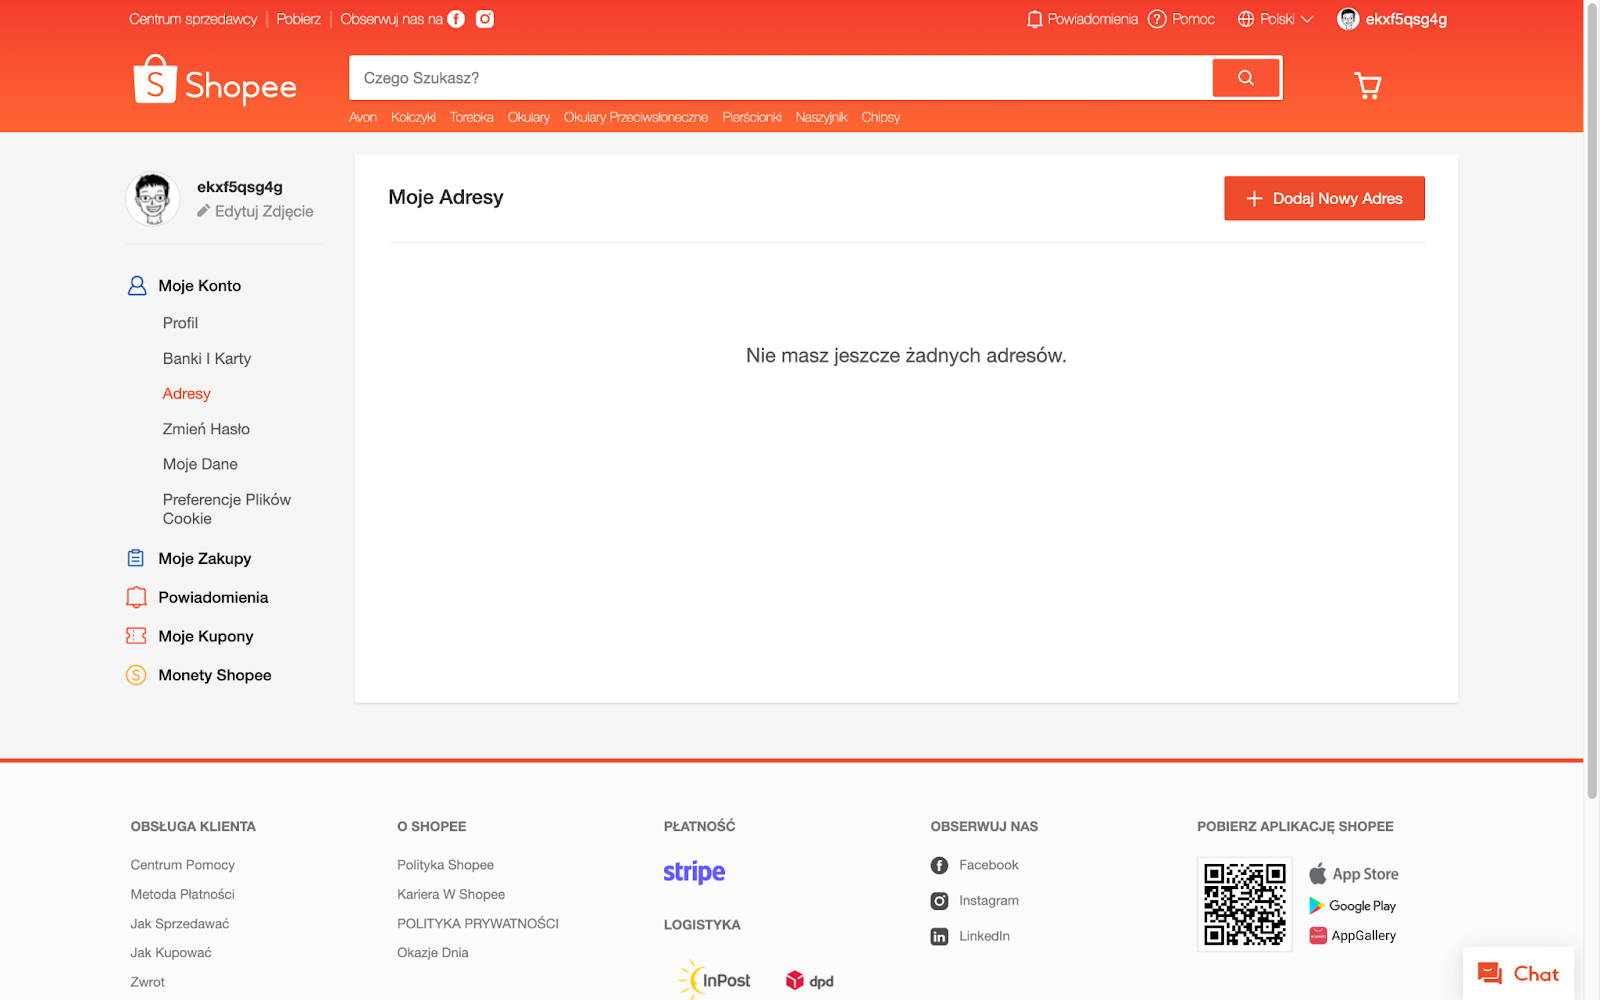 Centrum sprzedawcy Pobierz Obserwuj nas na Powiadomienia Pomoc Polski ekxf5qsg4g
Shopee
Czego Szukasz?
Avon Kolczyki Torebka Okulary Okulary Przeciwsłoneczne Pierścionki Naszyjnik Chipsy
ekxf5qsg4g
Edytuj Zdjęcie
Moje Konto
Profil
Banki I Karty
Adresy
Zmień Hasło
Moje Dane
Preferencje Plików
Cookie
Moje Zakupy
Powiadomienia
Moje Kupony
Monety Shopee
Moje Adresy
Dodaj Nowy Adres
Nie masz jeszcze żadnych adresów.
OBSŁUGA KLIENTA
Centrum Pomocy
Metoda Płatności
Jak Sprzedawać
Jak Kupować
Zwrot
O SHOPEE
Polityka Shopee
Kariera W Shopee
POLITYKA PRYWATNOŚCI
Okazje Dnia
PŁATNOŚĆ
stripe
LOGISTYKA
InPost dpd
OBSERWUJ NAS
Facebook
Instagram
LinkedIn
POBIERZ APLIKACJĘ SHOPEE
App Store
Google Play
AppGallery
Chat